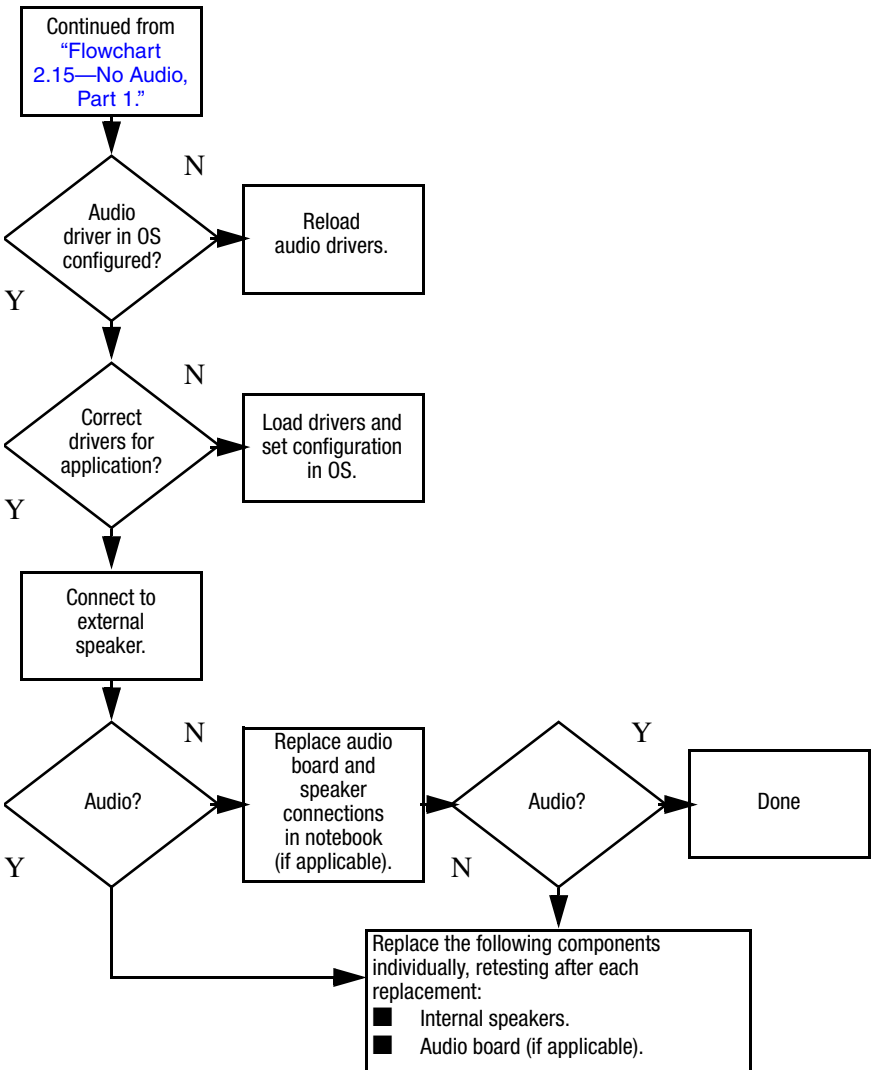 Continued from
“Flowchart
2.15—No Audio,
Part 1.”
N
Audio
driver in OS
configured?
Reload
audio drivers.
Y
N
Correct
drivers for
application?
Load drivers and
set configuration
in OS.
Y
Connect to
external
speaker.
N
Audio?
Replace audio
board and
speaker
connections
in notebook
(if applicable).
Y
Audio?
Done
Y
N
Replace the following components
individually, retesting after each
replacement:
■ Internal speakers.
■ Audio board (if applicable).